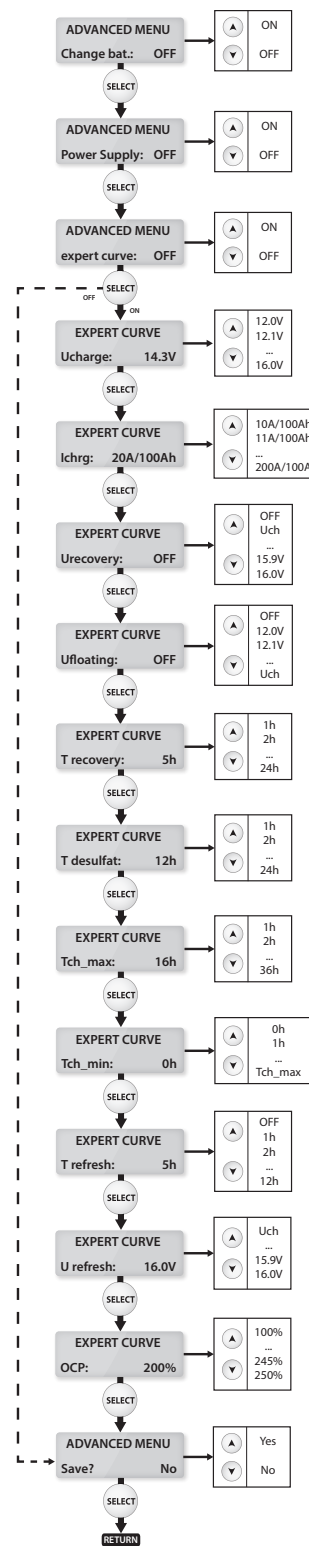 ADVANCED MENU
Change bat.: OFF
ON
OFF
SELECT
ADVANCED MENU
Power Supply: OFF
ON
OFF
SELECT
ADVANCED MENU
expert curve: OFF
ON
OFF
OFF
SELECT
ON
EXPERT CURVE
Ucharge: 14.3V
12.0V
12.1V
...
16.0V
SELECT
EXPERT CURVE
Ichrg: 20A/100Ah
10A/100Ah
11A/100Ah
...
200A/100A
SELECT
EXPERT CURVE
Urecovery: OFF
OFF
Uch
...
15.9V
16.0V
SELECT
EXPERT CURVE
Ufloating: OFF
OFF
12.0V
12.1V
...
Uch
SELECT
EXPERT CURVE
T recovery: 5h
1h
2h
...
24h
SELECT
EXPERT CURVE
T desulfat: 12h
1h
2h
...
24h
SELECT
EXPERT CURVE
Tch_max: 16h
1h
2h
...
36h
SELECT
EXPERT CURVE
Tch_min: 0h
0h
1h
...
Tch_max
SELECT
EXPERT CURVE
T refresh: 5h
OFF
1h
2h
...
12h
SELECT
EXPERT CURVE
U refresh: 16.0V
Uch
...
15.9V
16.0V
SELECT
EXPERT CURVE
OCP: 200%
100%
...
245%
250%
SELECT
ADVANCED MENU
Save? No
Yes
No
SELECT
RETURN